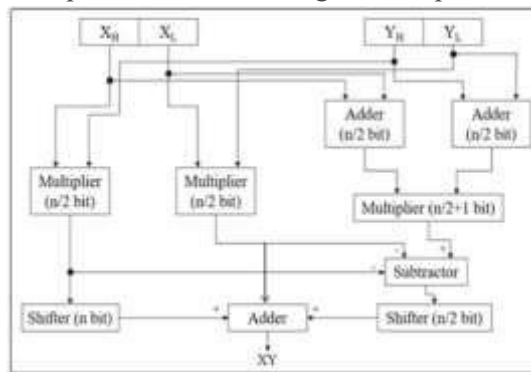 X_H X_L Y_H Y_L
Adder (n/2 bit)
Adder (n/2 bit)
Multiplier (n/2 bit)
Multiplier (n/2 bit)
Multiplier (n/2+1 bit)
- +
- Subtractor
Shifter (n bit) + Adder + Shifter (n/2 bit)
XY